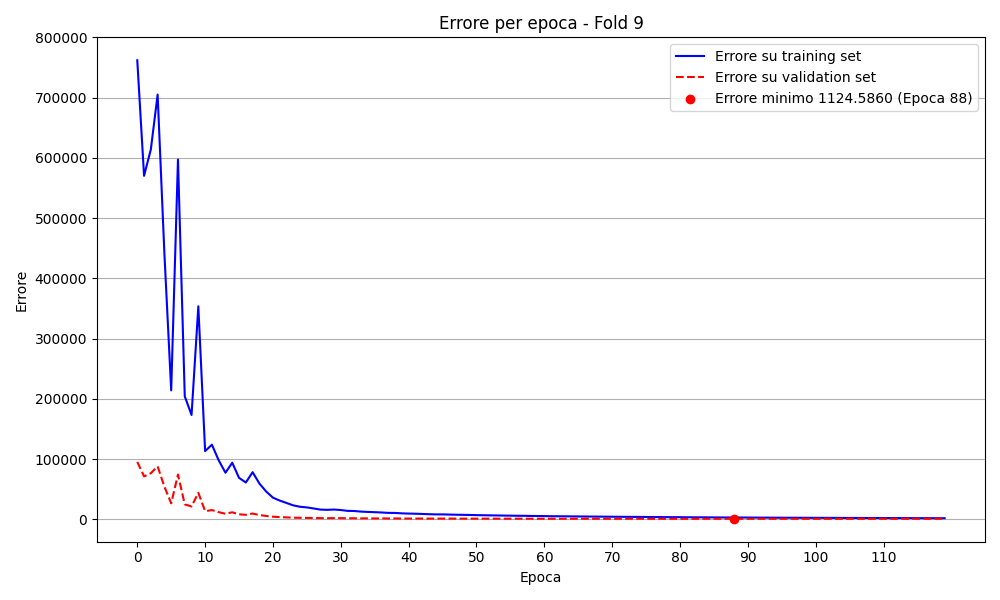 Errore per epoca - Fold 9
Errore su training set
Errore su validation set
Errore minimo 1124.5860 (Epoca 88)
800000
700000
600000
500000
400000
300000
200000
100000
0
Errore
0 10 20 30 40 50 60 70 80 90 100 110
Epoca